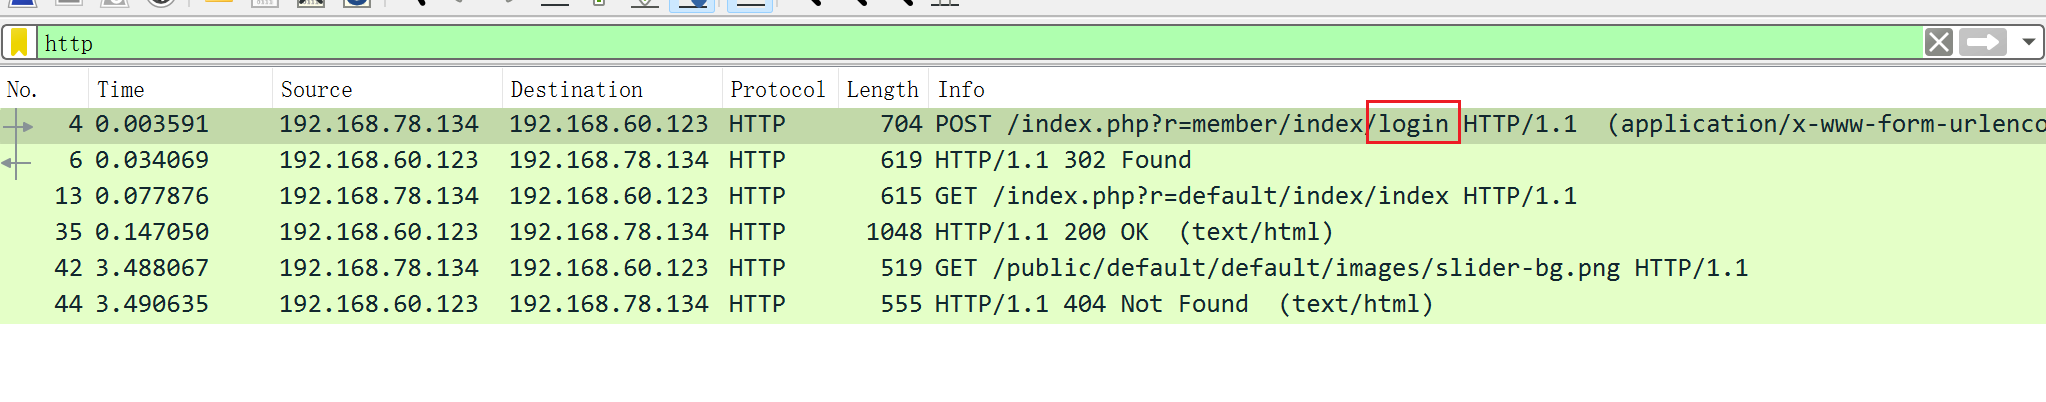 http
No. Time Source Destination Protocol Length Info
4 0.003591 192.168.78.134 192.168.60.123 HTTP 704 POST /index.php?r=member/index/login HTTP/1.1 (application/x-www-form-urlenco
6 0.034069 192.168.60.123 192.168.78.134 HTTP 619 HTTP/1.1 302 Found
13 0.077876 192.168.78.134 192.168.60.123 HTTP 615 GET /index.php?r=default/index/index HTTP/1.1
35 0.147050 192.168.60.123 192.168.78.134 HTTP 1048 HTTP/1.1 200 OK (text/html)
42 3.488067 192.168.78.134 192.168.60.123 HTTP 519 GET /public/default/default/images/slider-bg.png HTTP/1.1
44 3.490635 192.168.60.123 192.168.78.134 HTTP 555 HTTP/1.1 404 Not Found (text/html)